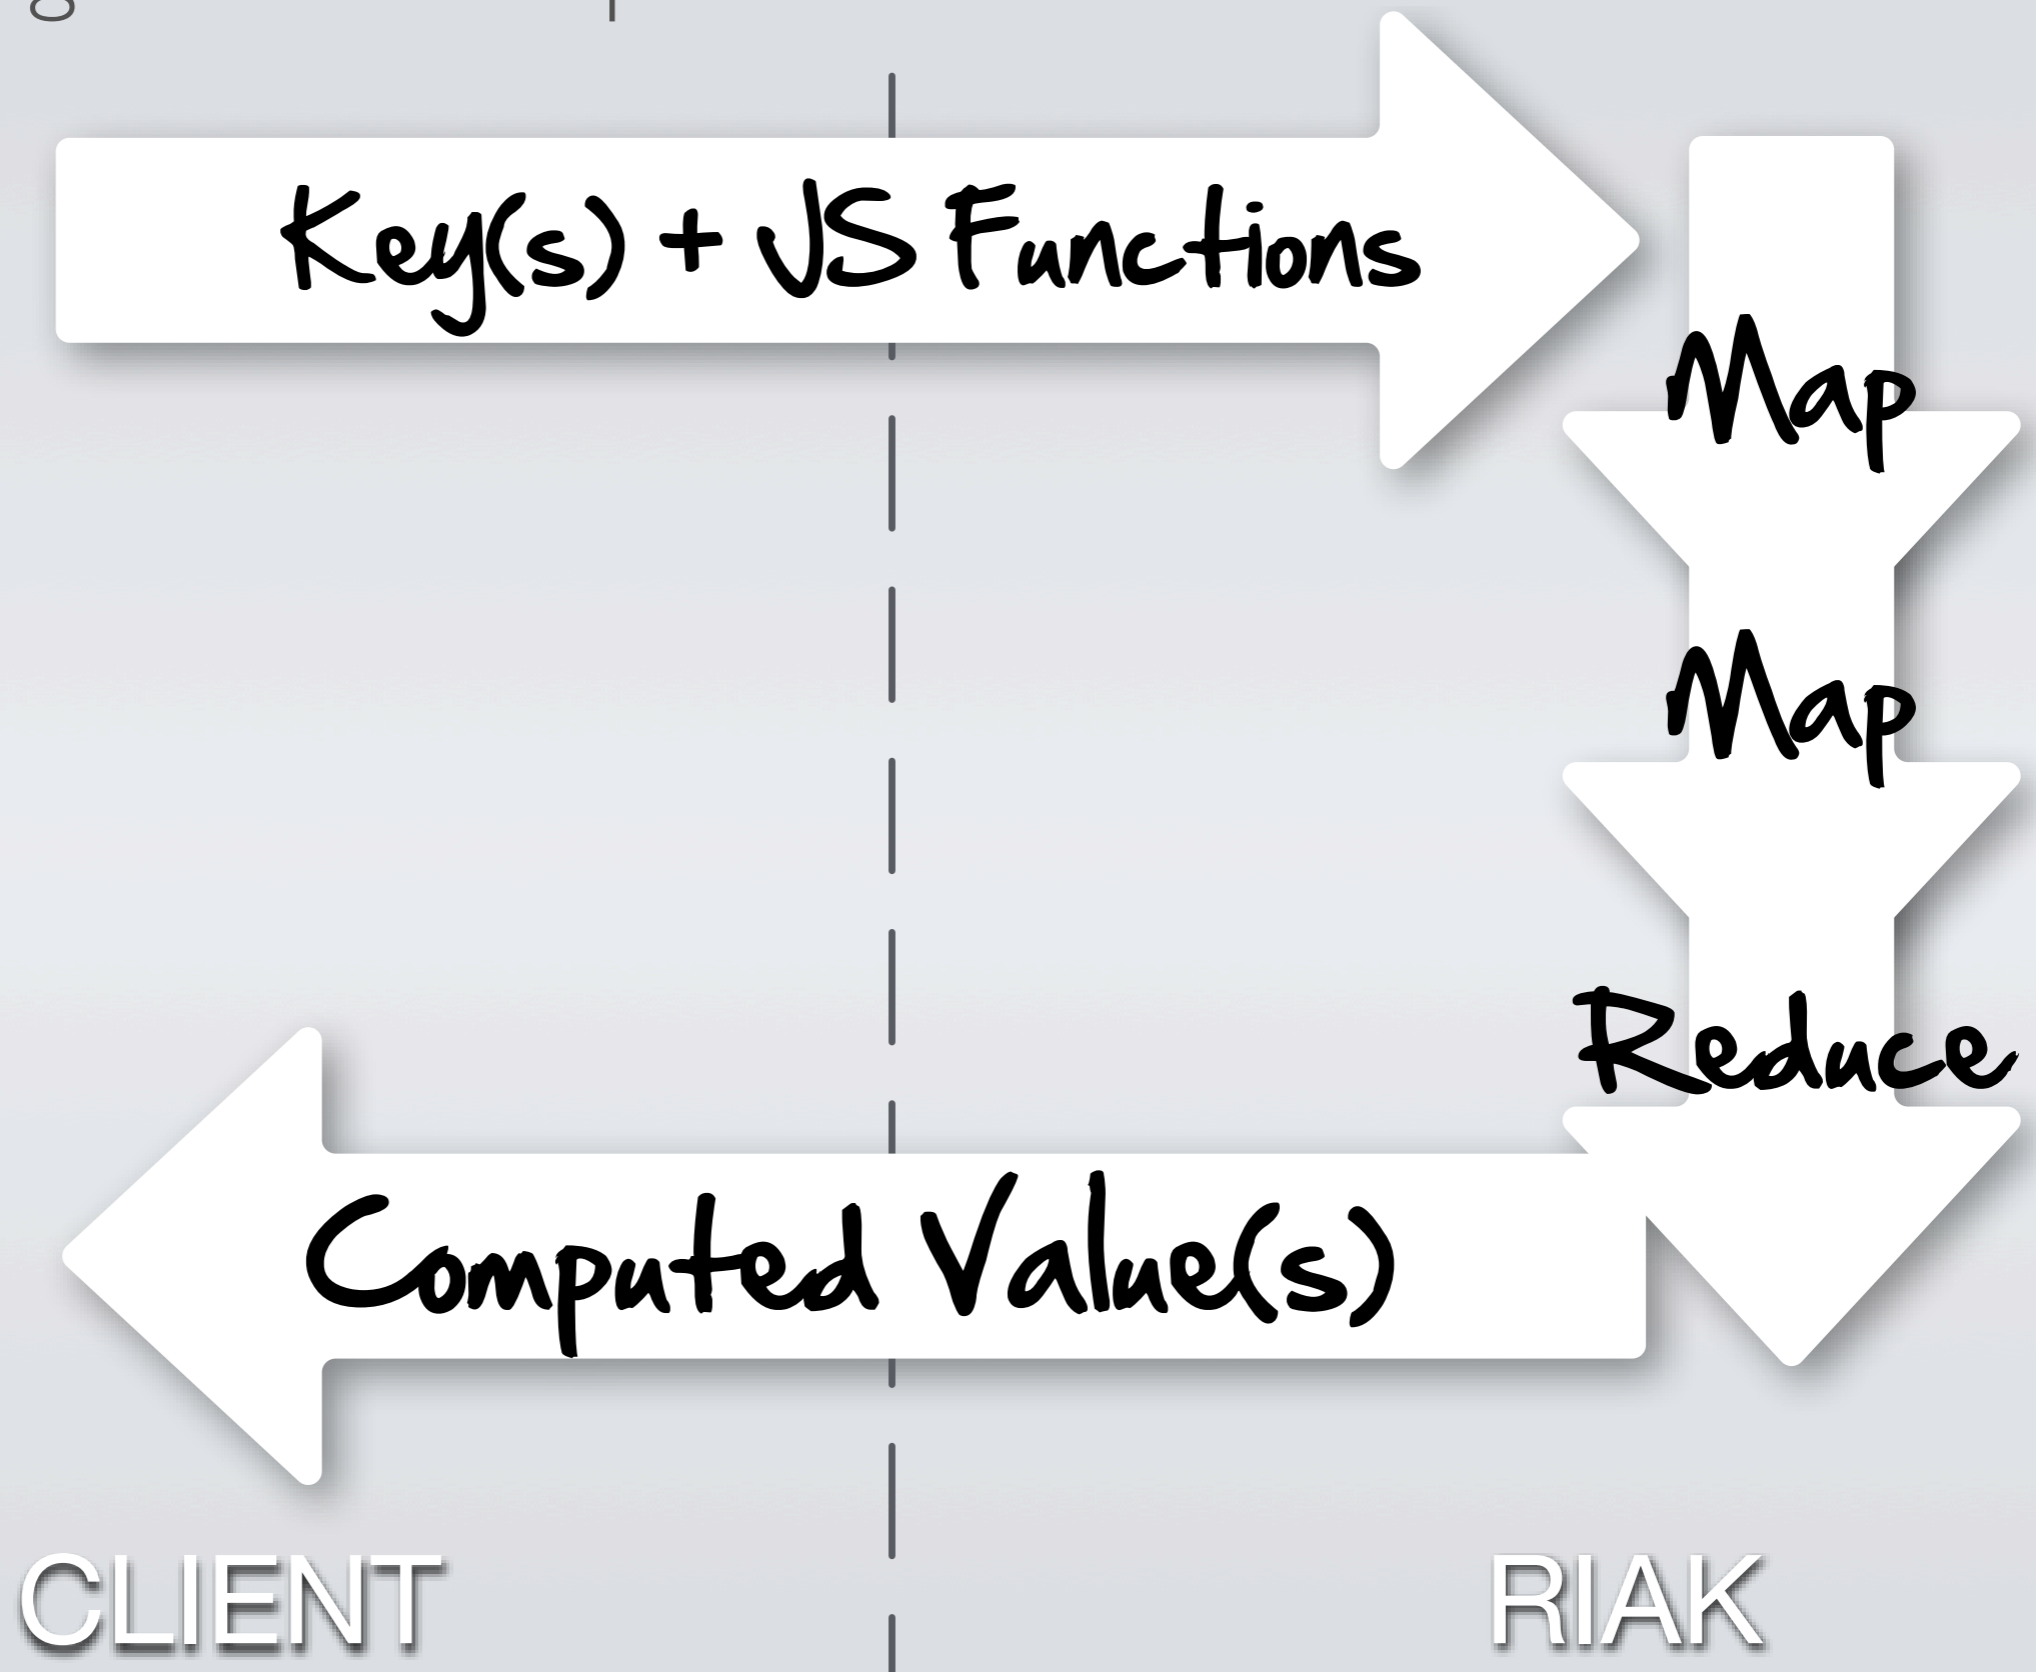 Key(s) + JS Functions
Map
Map
Reduce
Computed Value(s)
CLIENT
RIAK